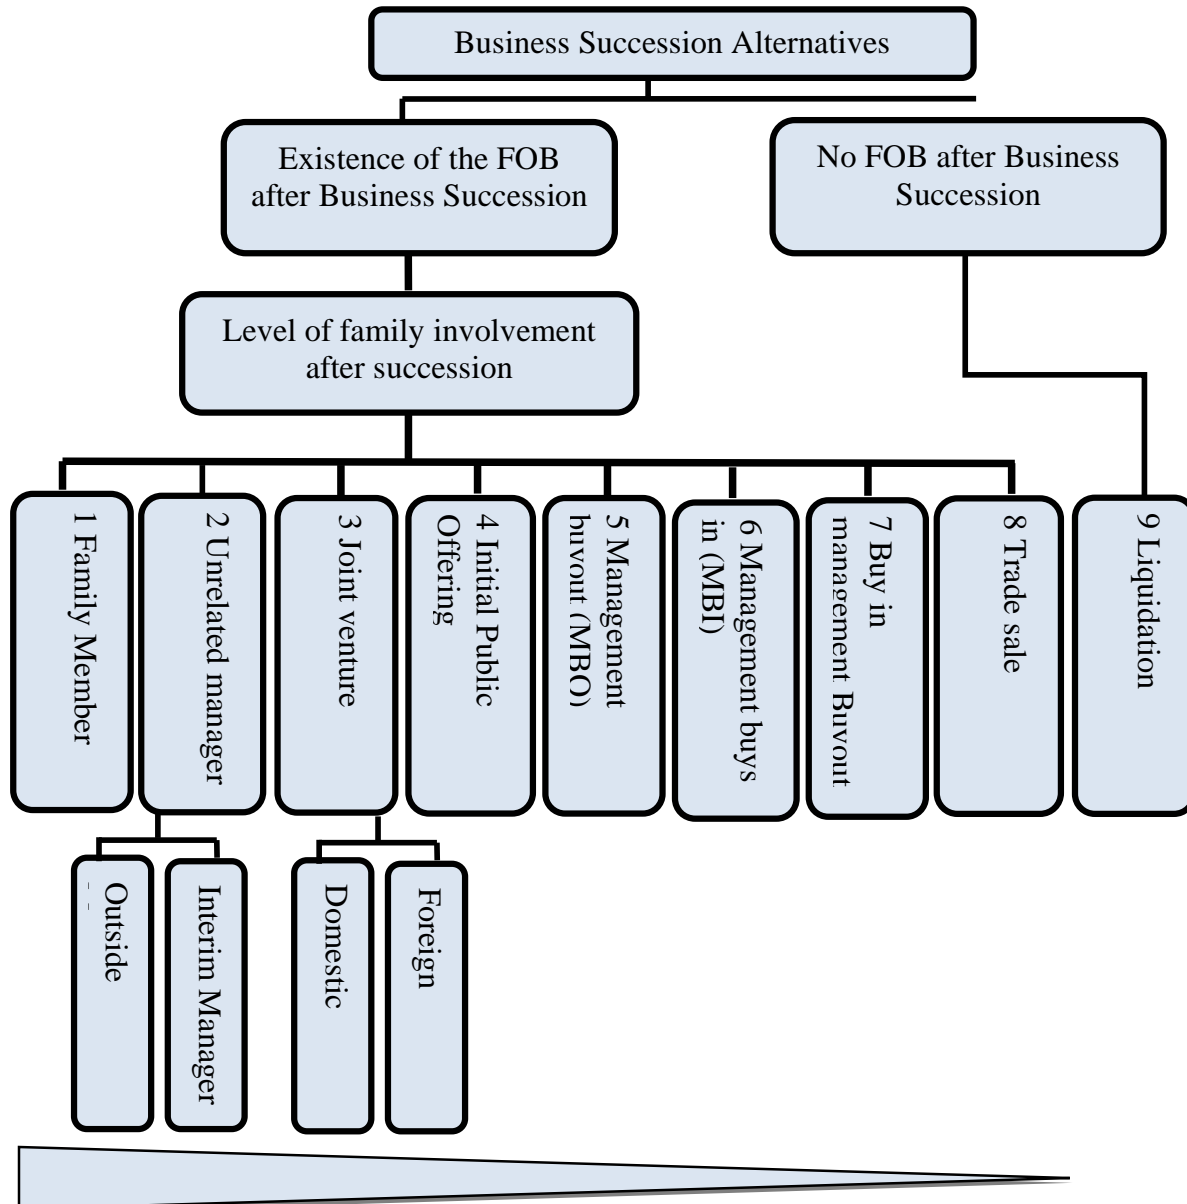 Business Succession Alternatives
Existence of the FOB
after Business Succession
No FOB after Business
Succession
Level of family involvement
after succession
1 Family Member
2 Unrelated manager
3 Joint venture
4 Initial Public
Offering
5 Management
buyout (MBO)
6 Management buys
in (MBI)
7 Buy in
management Buyout
8 Trade sale
9 Liquidation
Outside
Interim Manager
Domestic
Foreign